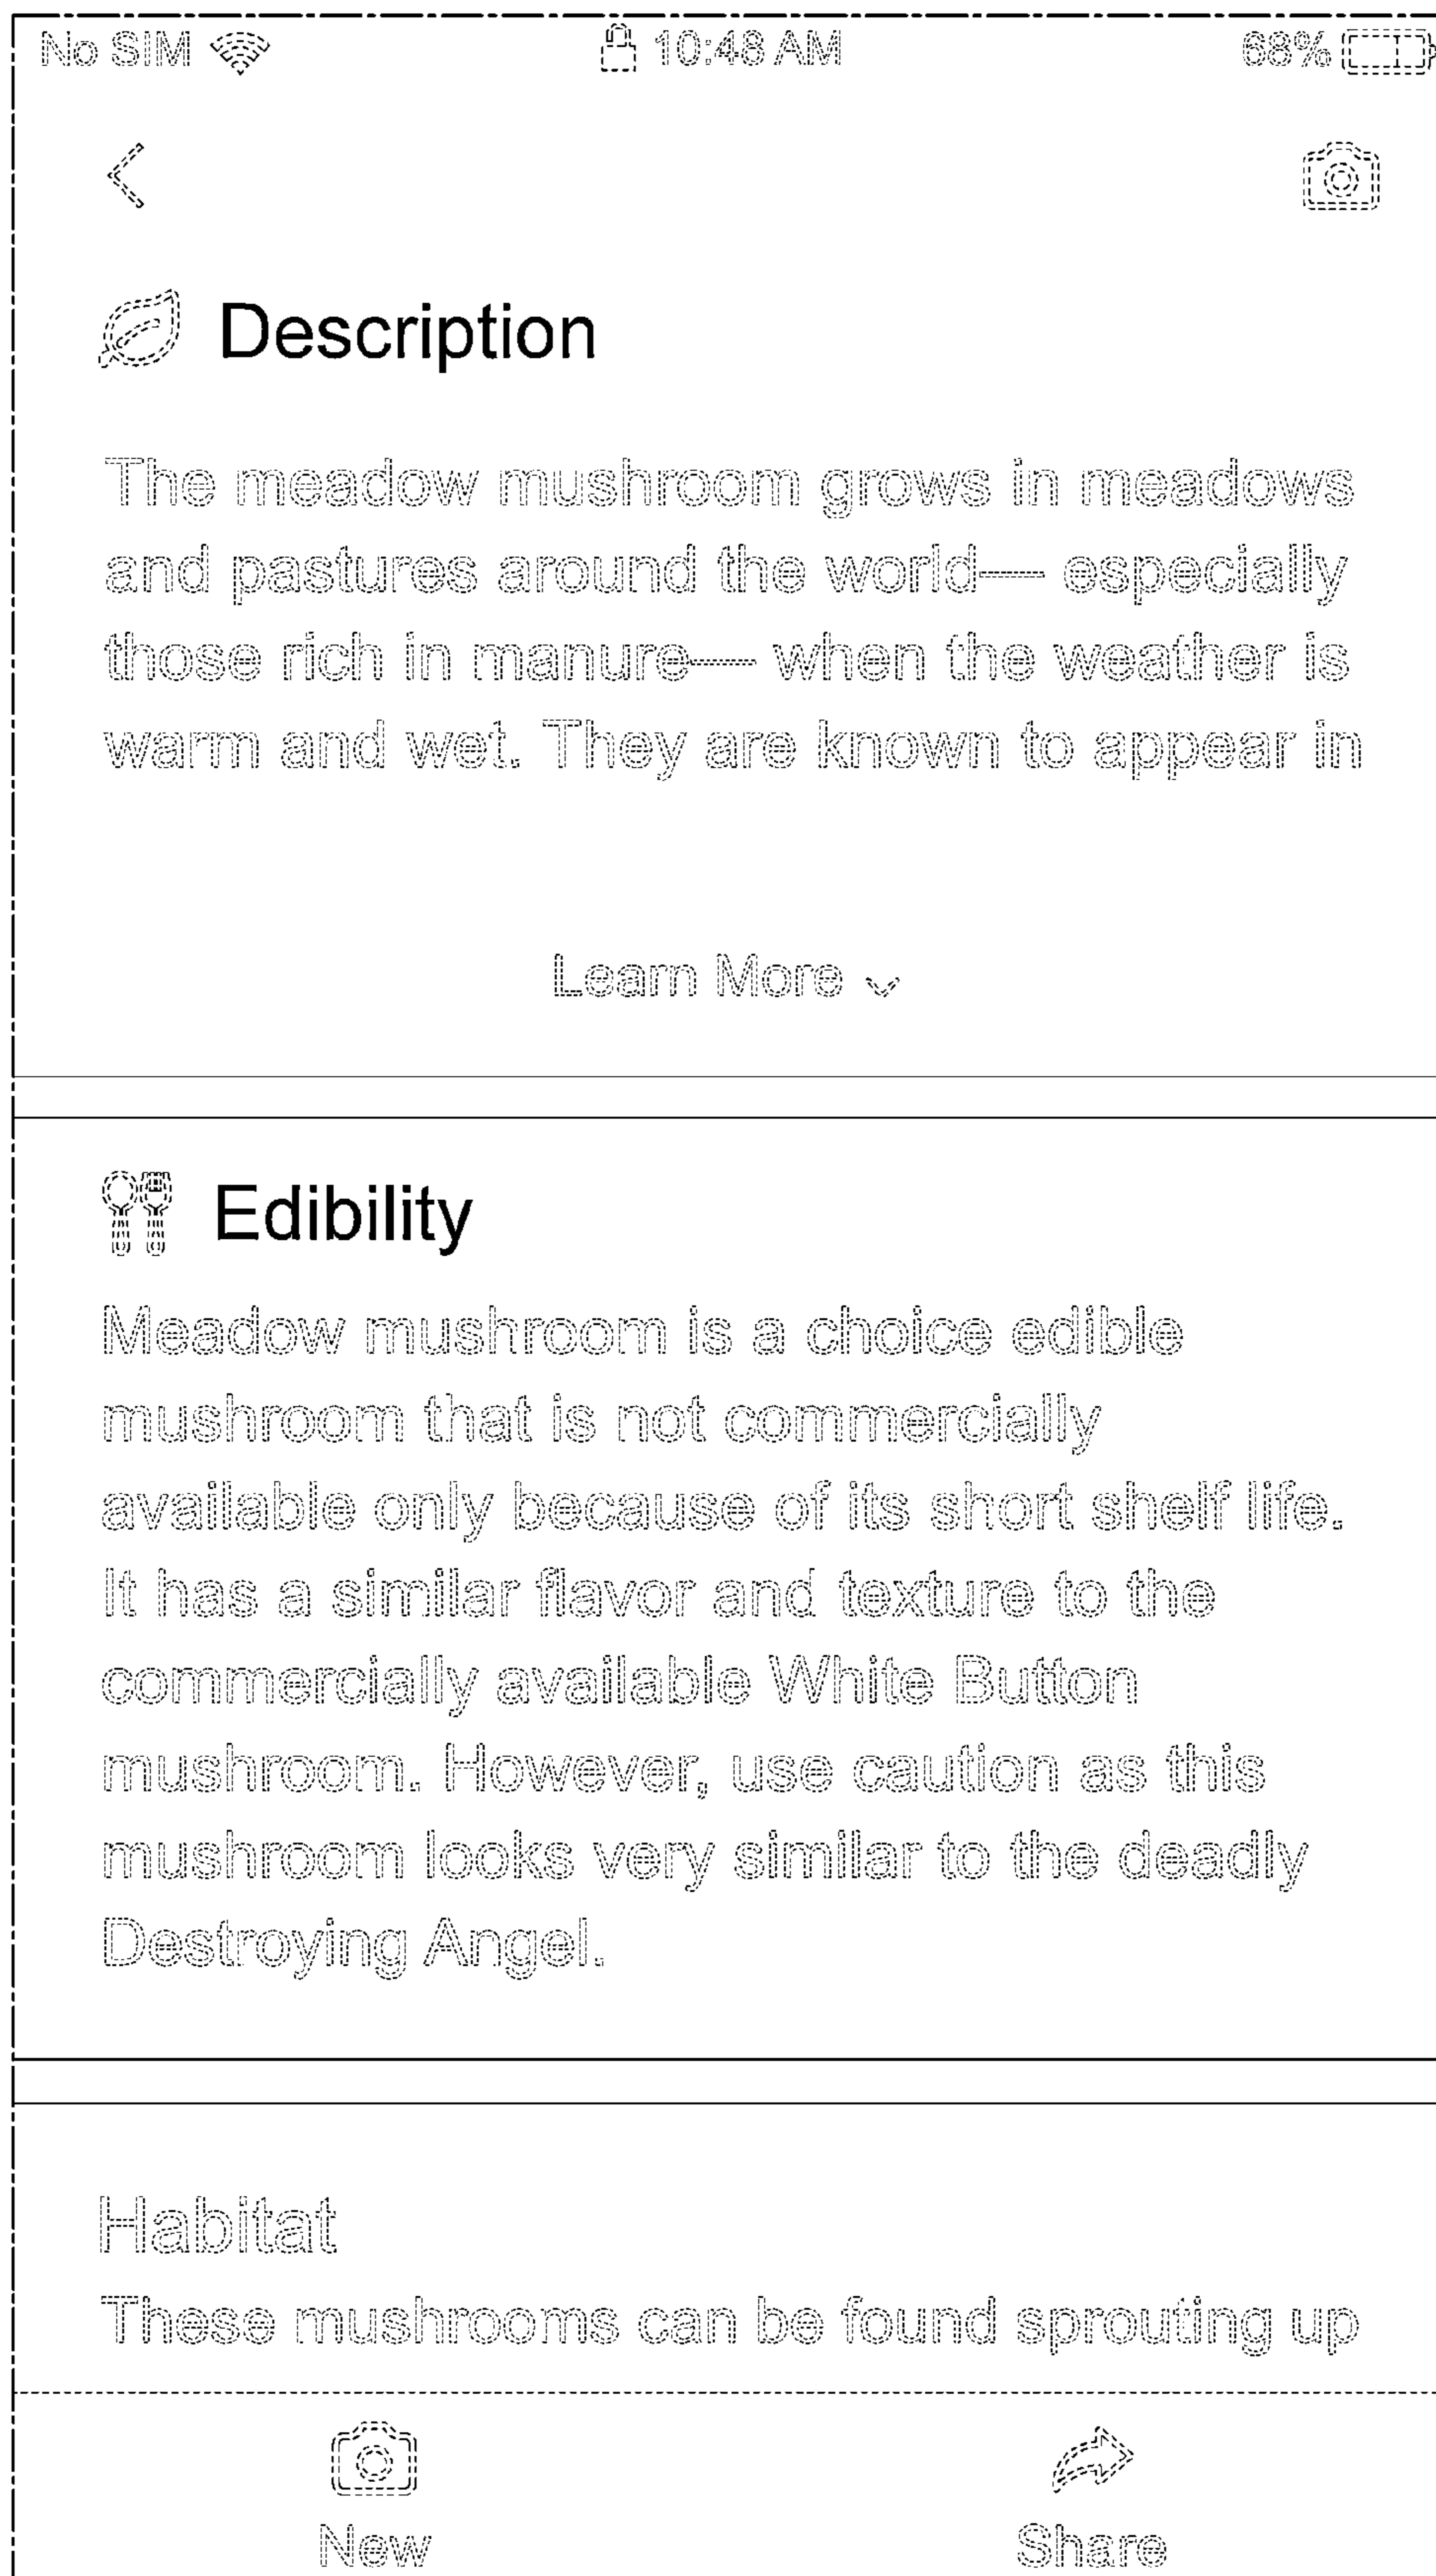 No SIM 10:48 AM 68%
Description
The meadow mushroom grows in meadows
and pastures around the world— especially
those rich in manure— when the weather is
warm and wet. They are known to appear in
Learn More
Edibility
Meadow mushroom is a choice edible
mushroom that is not commercially
available only because of its short shelf life.
It has a similar flavor and texture to the
commercially available White Button
mushroom. However, use caution as this
mushroom looks very similar to the deadly
Destroying Angel.
Habitat
These mushrooms can be found sprouting up
New Share